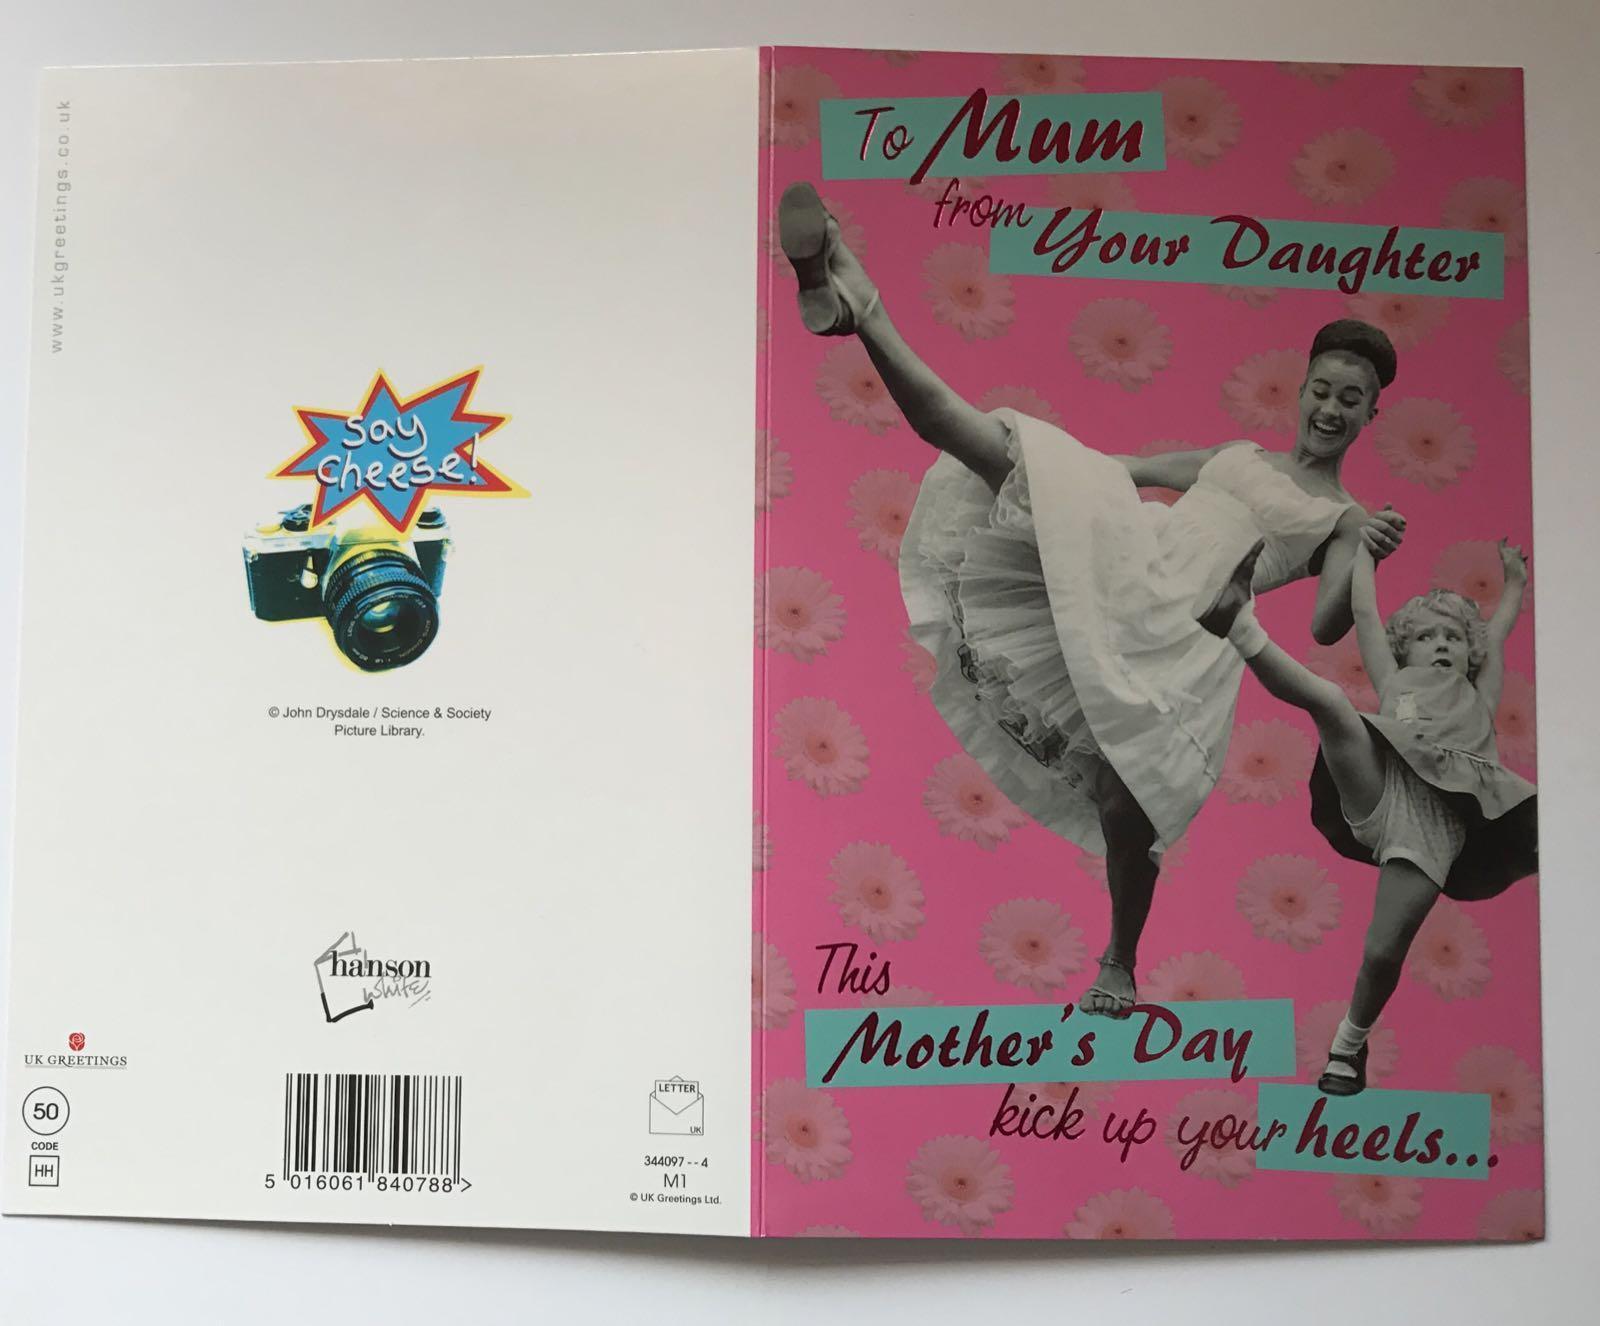 www.ukgreetings.co.uk
say
cheese!
© John Drysdale / Science & Society
Picture Library.
hanson
white
UK GREETINGS
50
CODE
HH
5 016061 840788 >
LETTER
UK
344097 -- 4
M1
© UK Greetings Ltd.
To Mum
from Your Daughter
This
Mother's Day
kick up your heels...